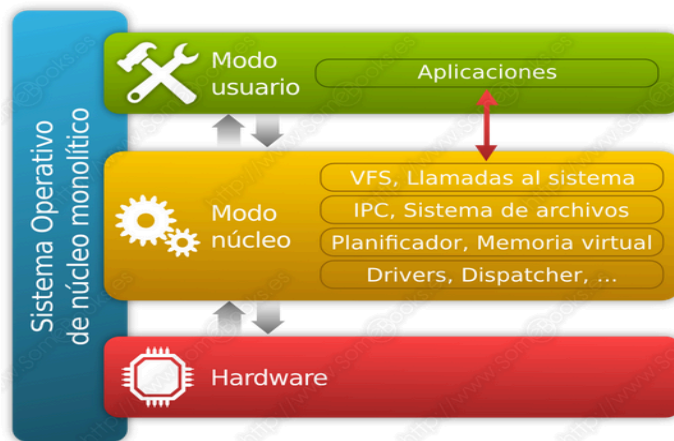 Sistema Operativo
de núcleo monolítico
Modo
usuario
Aplicaciones
Modo
núcleo
VFS, Llamadas al sistema
IPC, Sistema de archivos
Planificador, Memoria virtual
Drivers, Dispatcher, ...
Hardware